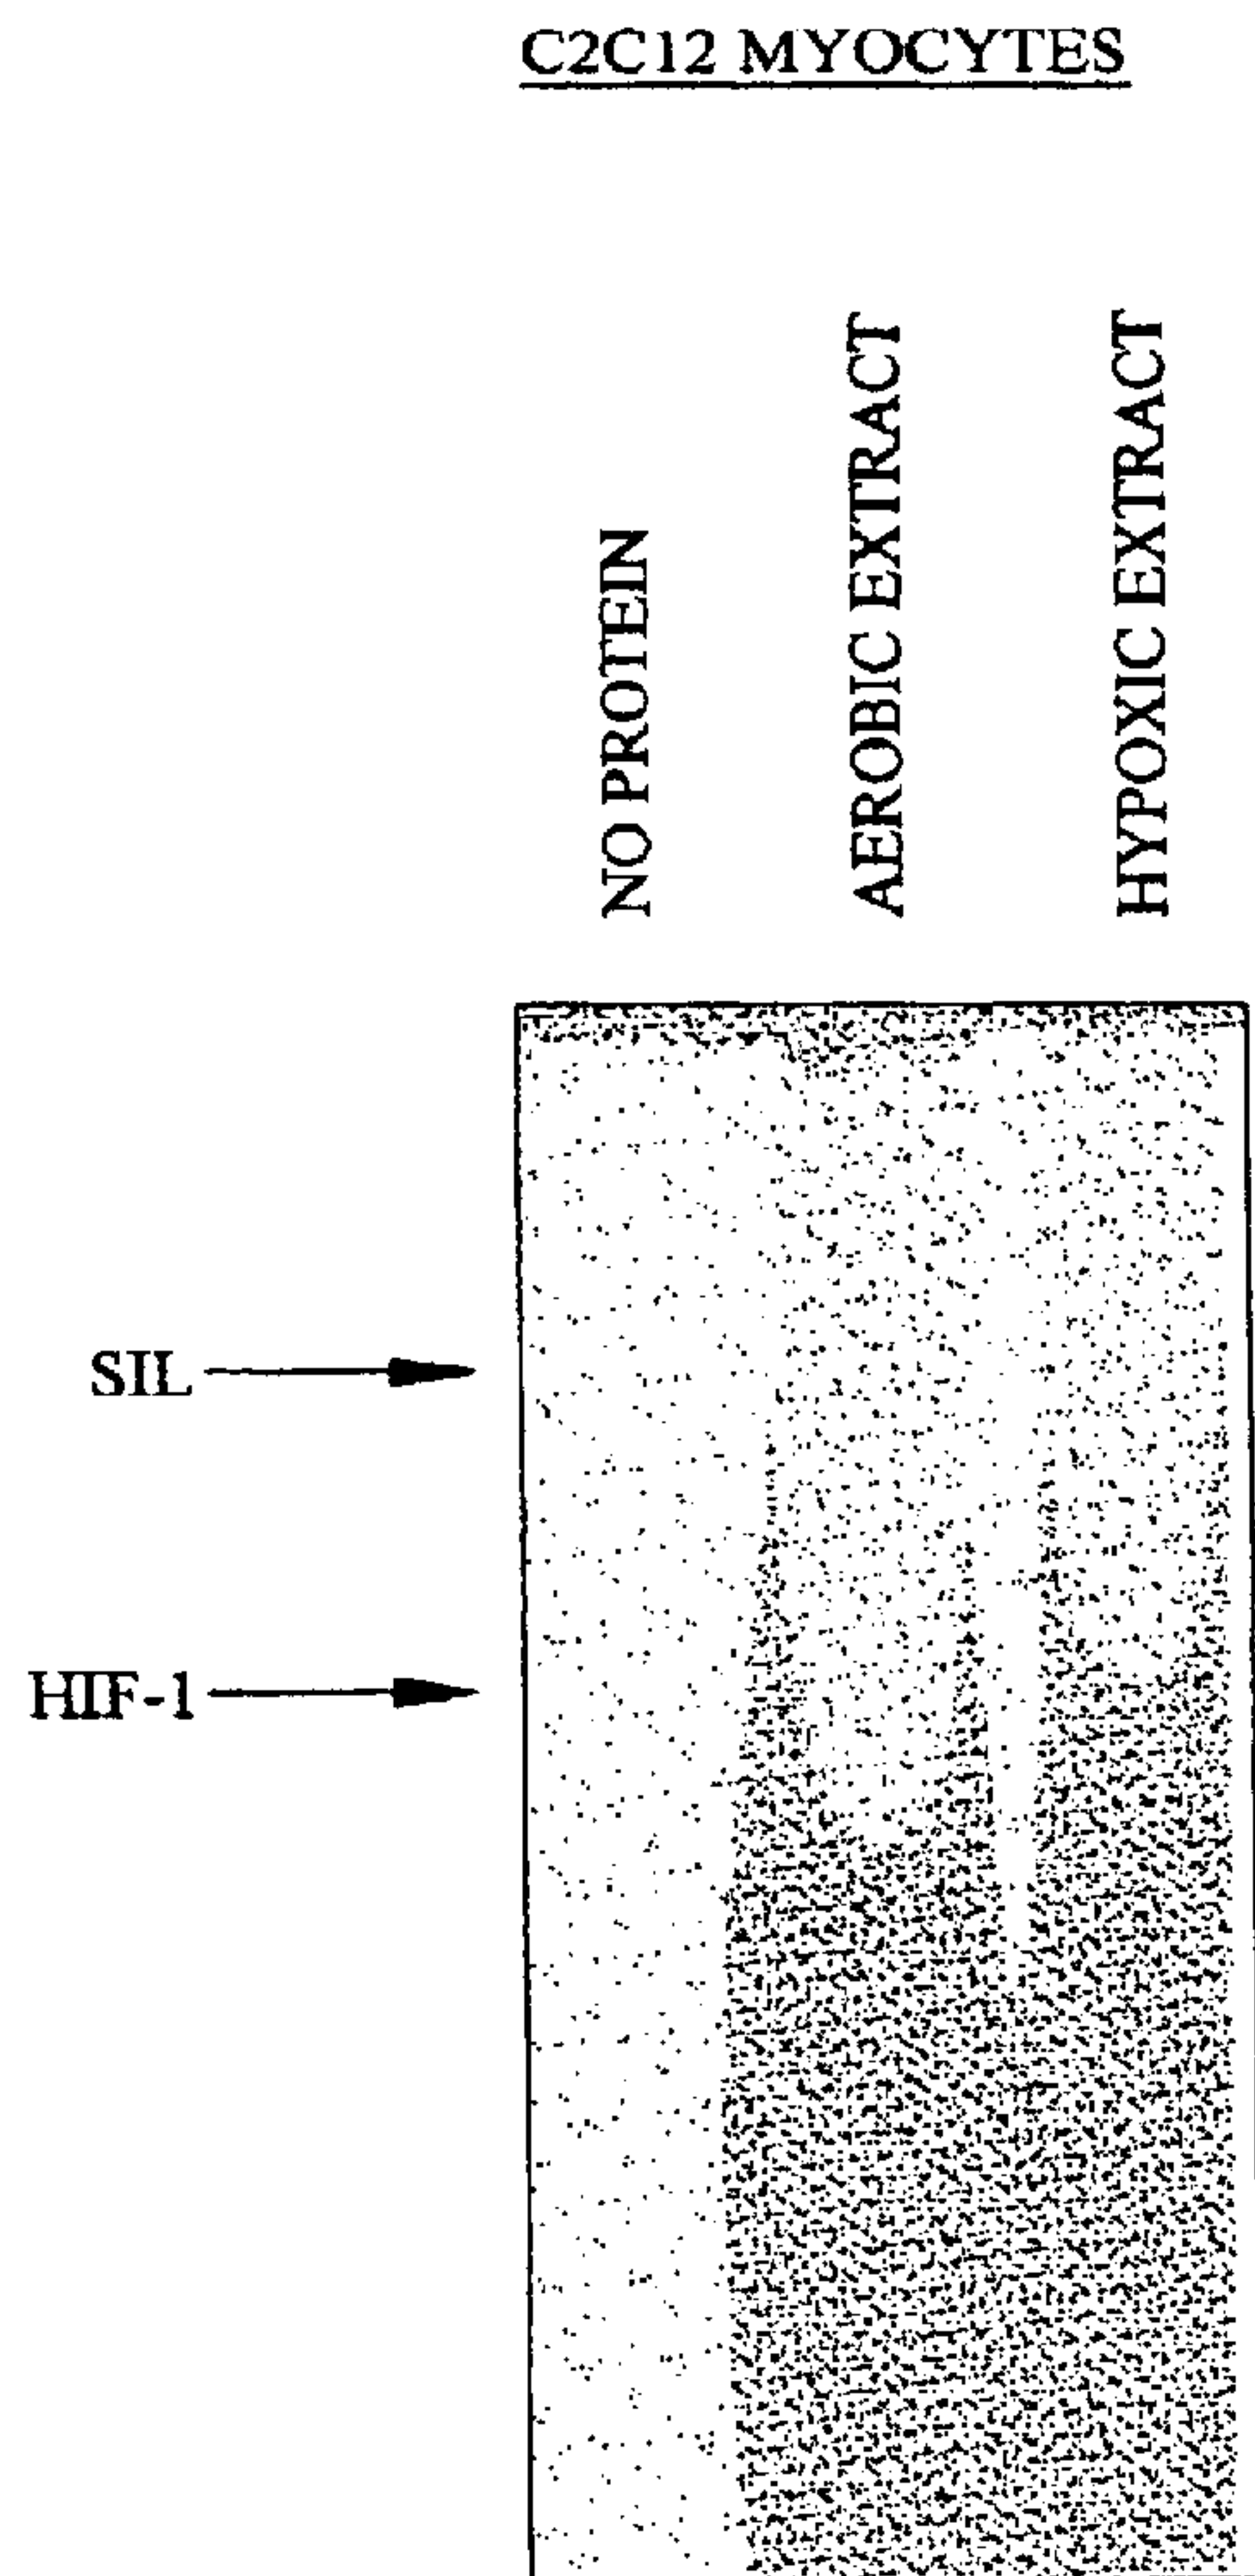 C2C12 MYOCYTES
NO PROTEIN
AEROBIC EXTRACT
HYPOXIC EXTRACT
SIL
HIF-1